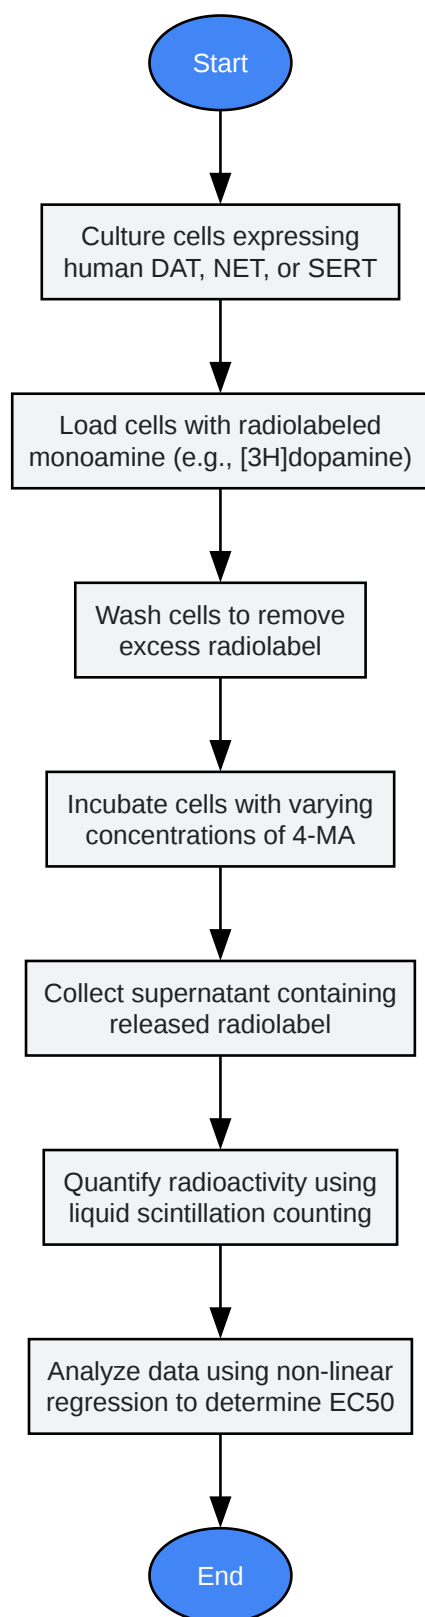 Start
Culture cells expressing
human DAT, NET, or SERT
Load cells with radiolabeled
monoamine (e.g., [3H]dopamine)
Wash cells to remove
excess radiolabel
Incubate cells with varying
concentrations of 4-MA
Collect supernatant containing
released radiolabel
Quantify radioactivity using
liquid scintillation counting
Analyze data using non-linear
regression to determine EC50
End